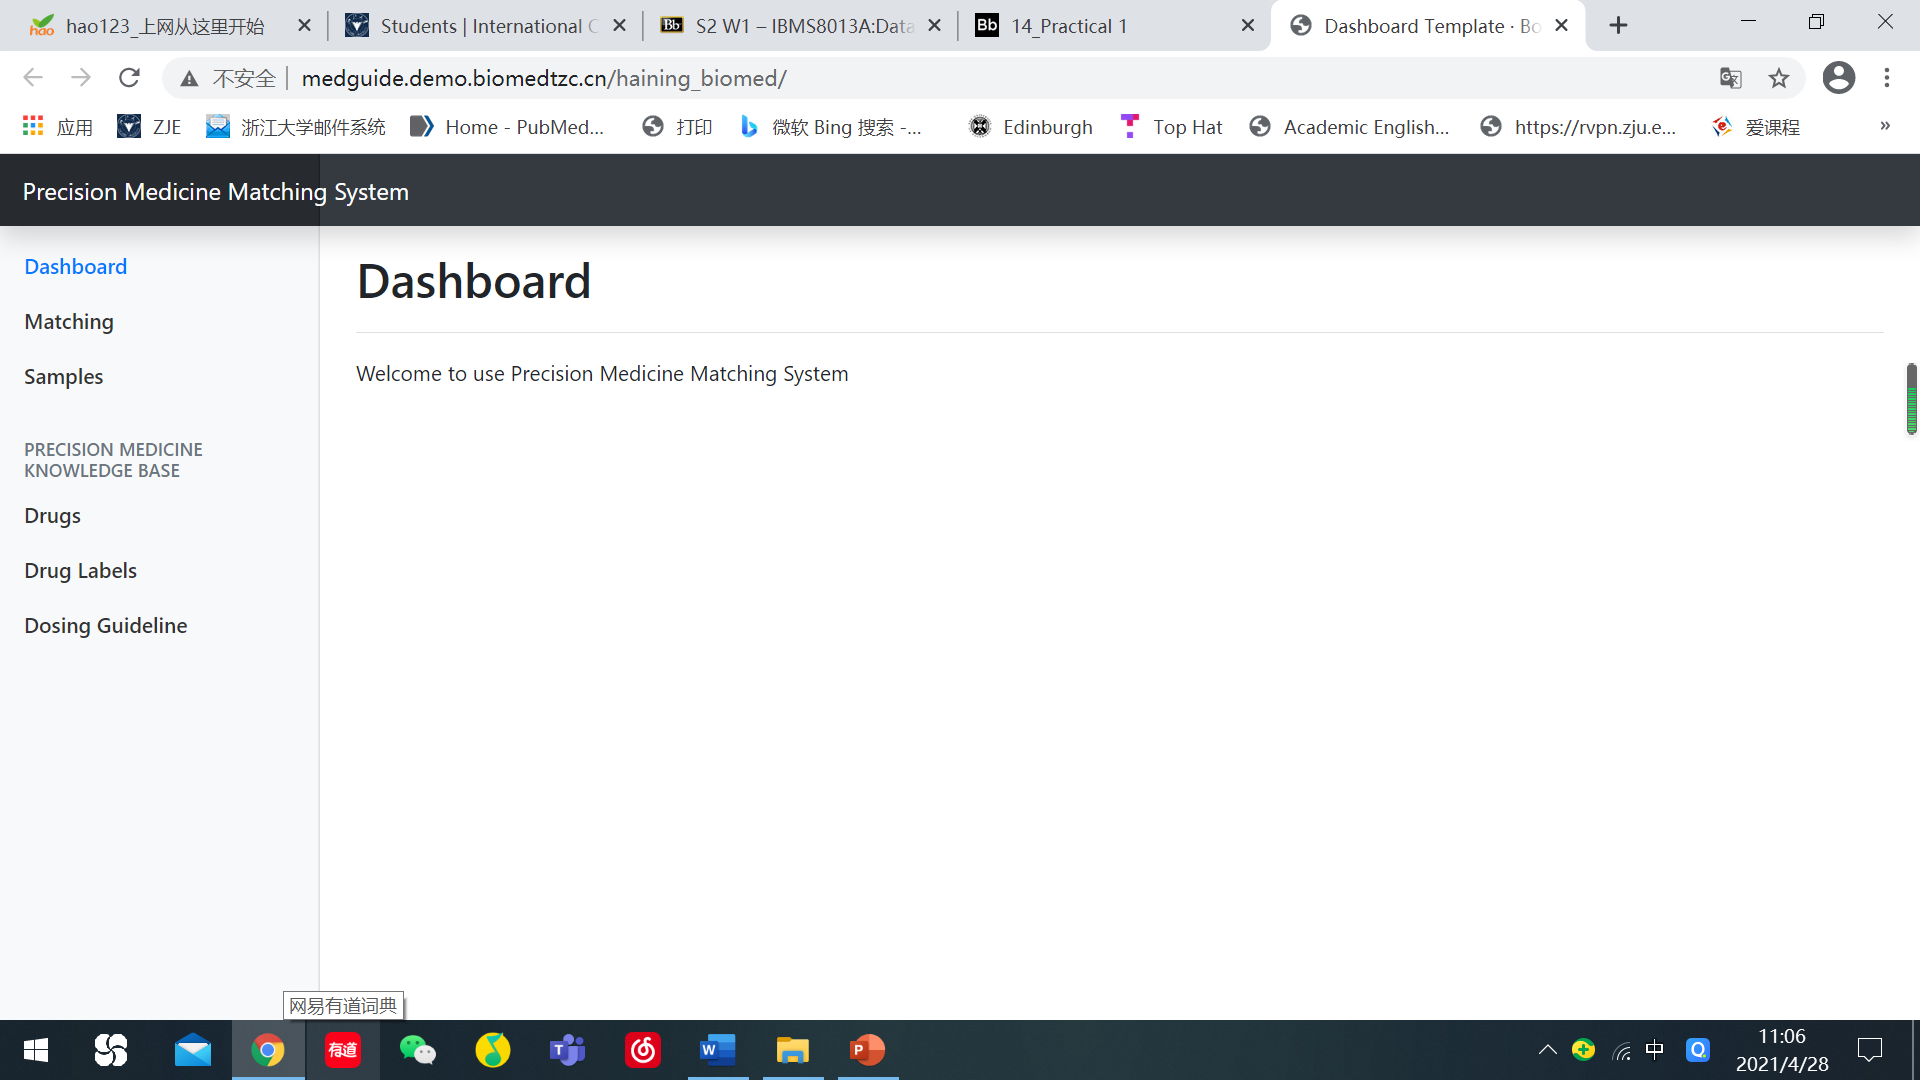 hao123_上网从这里开始
Students | International C
S2 W1 – IBMS8013A:Data
14_Practical 1
Dashboard Template · Bo
不安全
medguide.demo.biomedtzc.cn/haining_biomed/
应用
ZJE
浙江大学邮件系统
Home - PubMed...
打印
微软 Bing 搜索 -...
Edinburgh
Top Hat
Academic English...
https://rvpn.zju.e...
爱课程
»
Precision Medicine Matching System
Dashboard
Matching
Samples
PRECISION MEDICINE
KNOWLEDGE BASE
Drugs
Drug Labels
Dosing Guideline
Dashboard
Welcome to use Precision Medicine Matching System
网易有道词典
有道
中
11:06
2021/4/28